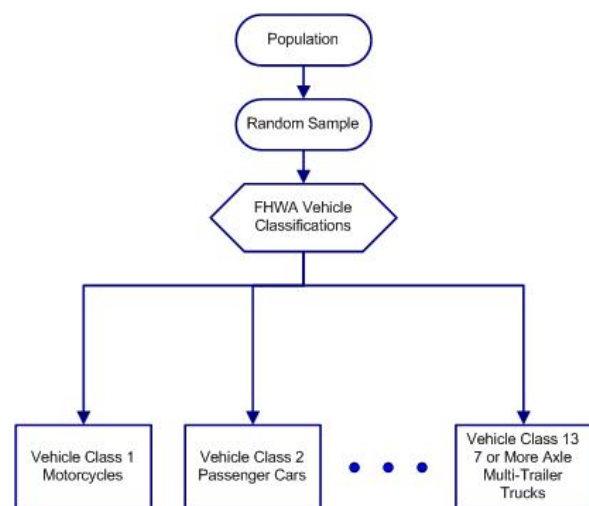 Population
Random Sample
FHWA Vehicle
Classifications
Vehicle Class 1
Motorcycles
Vehicle Class 2
Passenger Cars
Vehicle Class 13
7 or More Axle
Multi-Trailer
Trucks